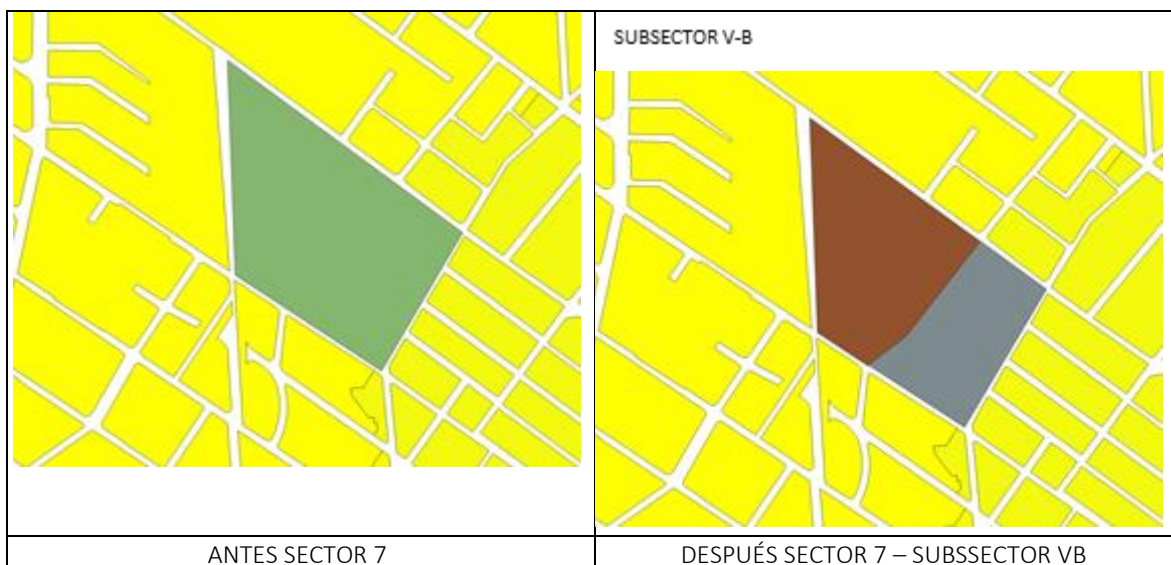 SUBSECTOR V-B
ANTES SECTOR 7
DESPUÉS SECTOR 7 – SUBSSECTOR VB